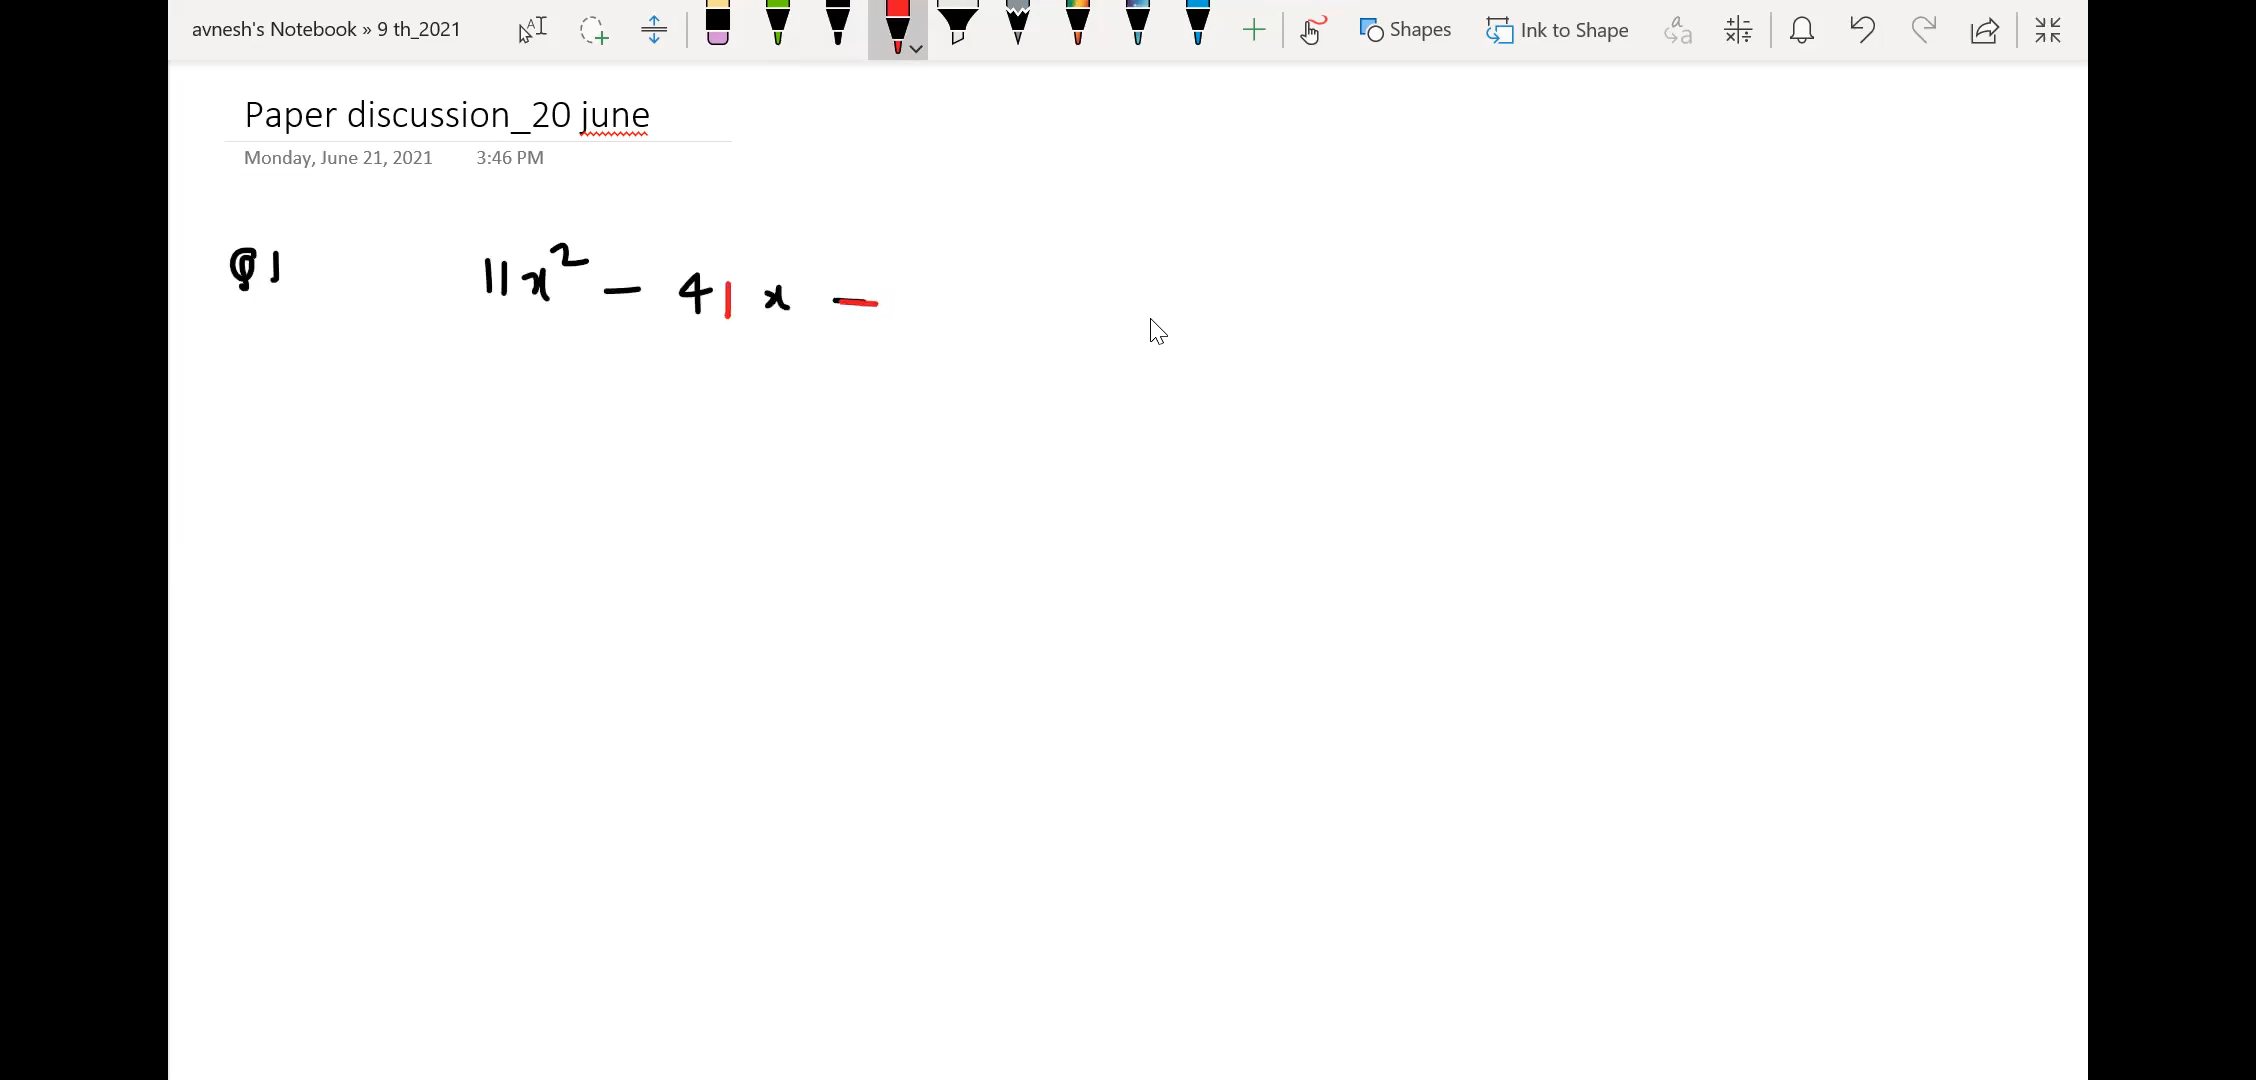 avnesh's Notebook » 9 th_2021 Shapes Ink to Shape
Paper discussion_20 june
Monday, June 21, 2021 3:46 PM
Q1 11x² - 41x -